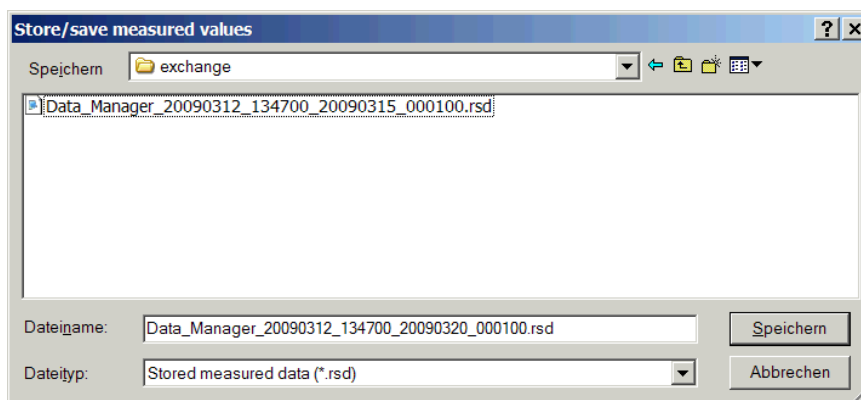 Store/save measured values
Speichern exchange
Data_Manager_20090312_134700_20090315_000100.rsd
Dateiname: Data_Manager_20090312_134700_20090320_000100.rsd Speichern
Dateityp: Stored measured data (*.rsd) Abbrechen